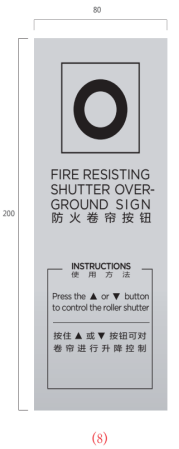 80
200
O
FIRE RESISTING
SHUTTER OVER-
GROUND SIGN
防火卷帘按钮
INSTRUCTIONS
使用方法
Press the ▲ or ▼ button
to control the roller shutter
按住 ▲ 或 ▼ 按钮可对
卷帘进行升降控制
(8)